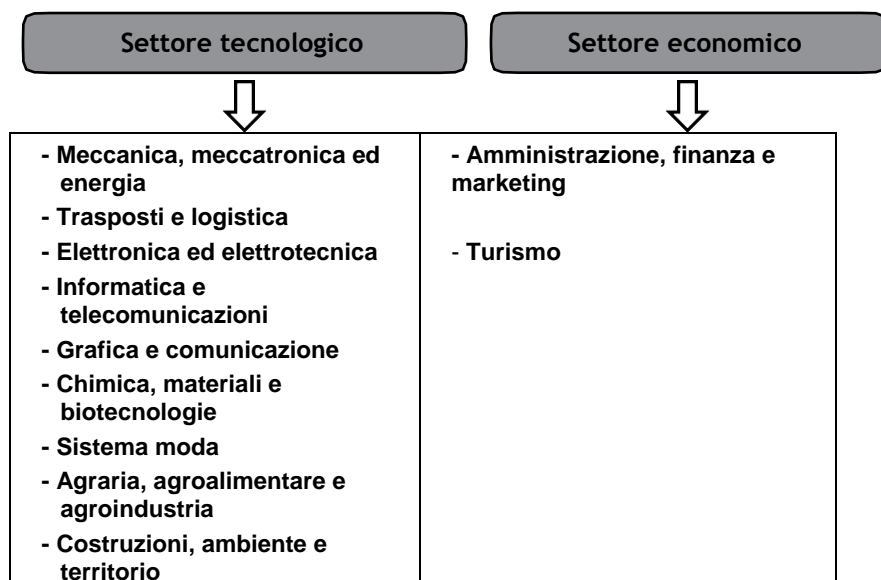 Settore tecnologico
Settore economico
- Meccanica, meccatronica ed
energia
- Trasposti e logistica
- Elettronica ed elettrotecnica
- Informatica e
telecomunicazioni
- Grafica e comunicazione
- Chimica, materiali e
biotecnologie
- Sistema moda
- Agraria, agroalimentare e
agroindustria
- Costruzioni, ambiente e
territorio
- Amministrazione, finanza e
marketing
- Turismo